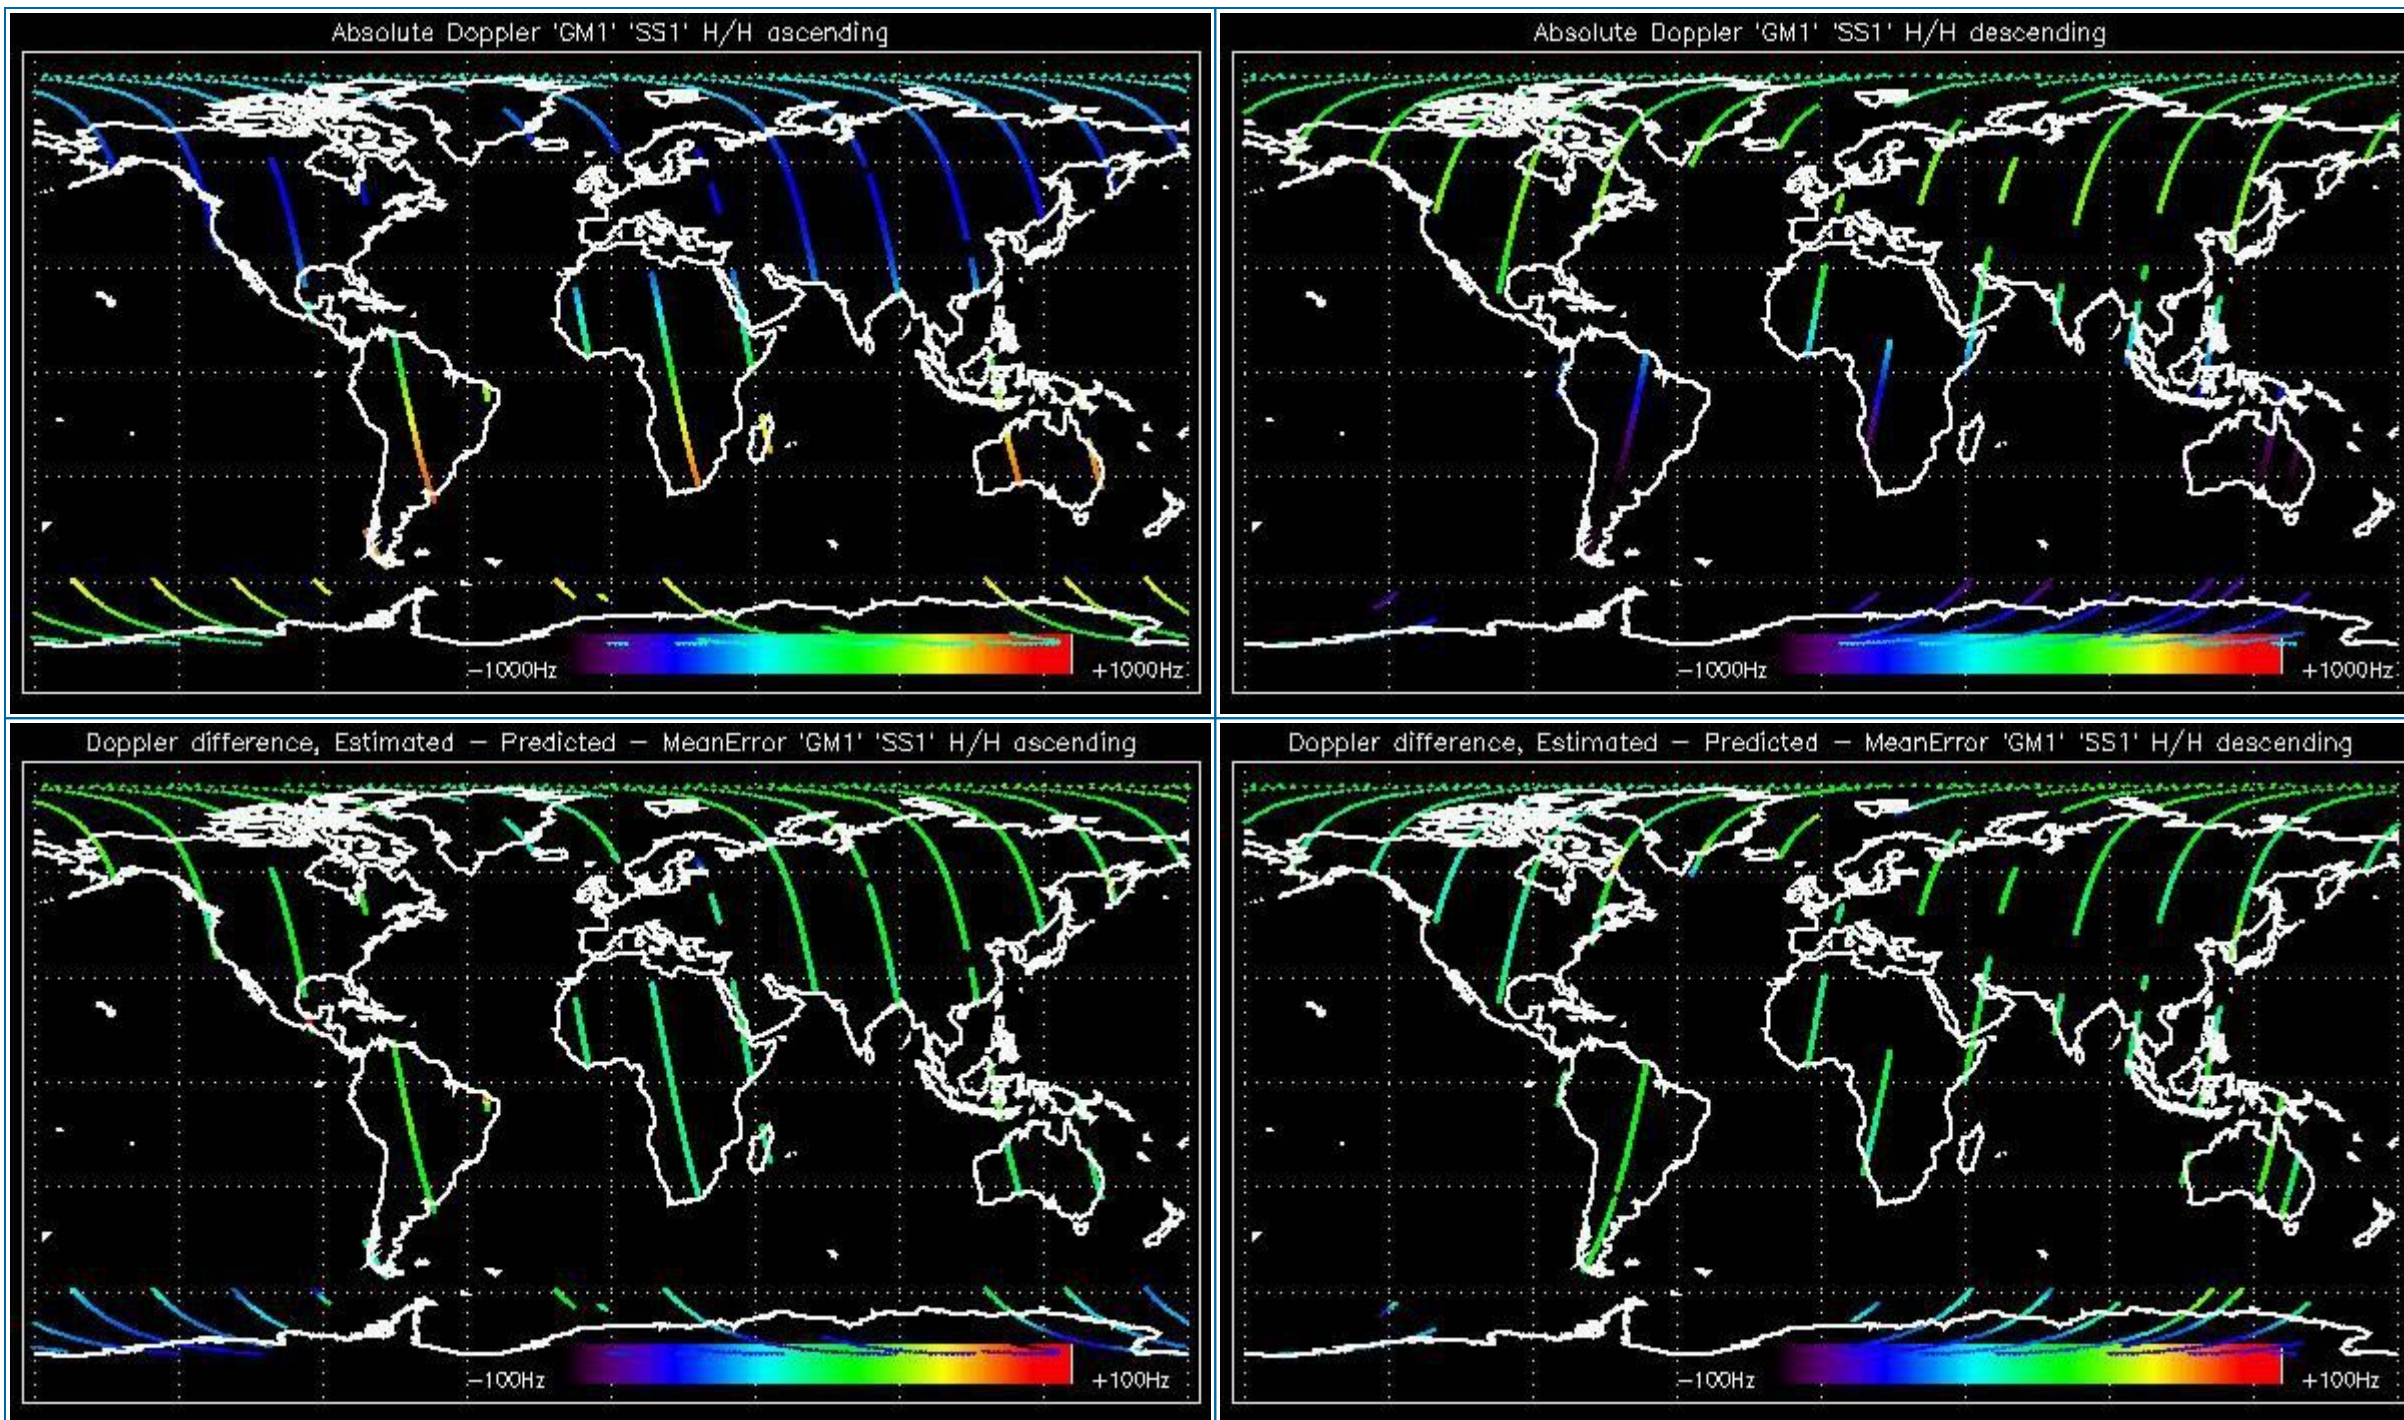 Absolute Doppler 'GM1' 'SS1' H/H ascending
−1000Hz
+1000Hz
Absolute Doppler 'GM1' 'SS1' H/H descending
−1000Hz
+1000Hz
Doppler difference, Estimated − Predicted − MeanError 'GM1' 'SS1' H/H ascending
−100Hz
+100Hz
Doppler difference, Estimated − Predicted − MeanError 'GM1' 'SS1' H/H descending
−100Hz
+100Hz